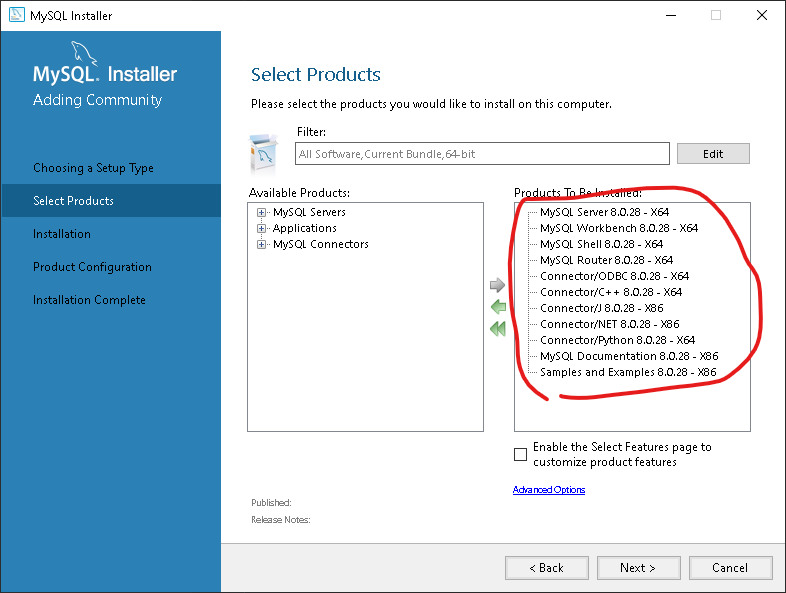 MySQL Installer
MySQL. Installer
Adding Community
Choosing a Setup Type
Select Products
Installation
Product Configuration
Installation Complete
Select Products
Please select the products you would like to install on this computer.
Filter:
All Software,Current Bundle,64-bit
Edit
Available Products:
MySQL Servers
Applications
MySQL Connectors
Products To Be Installed:
MySQL Server 8.0.28 - X64
MySQL Workbench 8.0.28 - X64
MySQL Shell 8.0.28 - X64
MySQL Router 8.0.28 - X64
Connector/ODBC 8.0.28 - X64
Connector/C++ 8.0.28 - X64
Connector/J 8.0.28 - X86
Connector/NET 8.0.28 - X86
Connector/Python 8.0.28 - X64
MySQL Documentation 8.0.28 - X86
Samples and Examples 8.0.28 - X86
Enable the Select Features page to
customize product features
Advanced Options
Published:
Release Notes:
< Back
Next >
Cancel